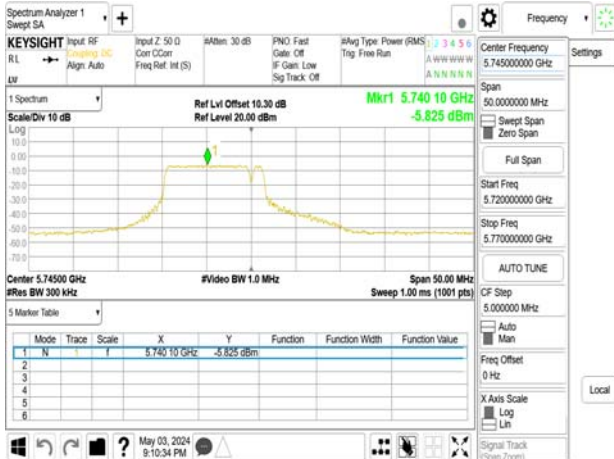 Spectrum Analyzer 1
Swept SA
Frequency
KEYSIGHT
Input: RF
Coupling: DC
Align: Auto
Input Z: 50 Ω
Corr CCorr
Freq Ref: Int (S)
#Atten: 30 dB
PNO: Fast
Gate: Off
IF Gain: Low
Sig Track: Off
#Avg Type: Power (RMS
Trig: Free Run
1 2 3 4 5 6
A W W W W W
A N N N N N
RL
LXI
1 Spectrum
Scale/Div 10 dB
Ref Lvl Offset 10.30 dB
Ref Level 20.00 dBm
Mkr1 5.740 10 GHz
-5.825 dBm
Log
10.0
0.00
-10.0
-20.0
-30.0
-40.0
-50.0
-60.0
-70.0
1
Center 5.74500 GHz
#Res BW 300 kHz
#Video BW 1.0 MHz
Span 50.00 MHz
Sweep 1.00 ms (1001 pts)
5 Marker Table
Mode Trace Scale X Y Function Function Width Function Value
1 N 1 f 5.740 10 GHz -5.825 dBm
2
3
4
5
6
May 03, 2024
9:10:34 PM
Center Frequency
5.745000000 GHz
Settings
Span
50.0000000 MHz
Swept Span
Zero Span
Full Span
Start Freq
5.720000000 GHz
Stop Freq
5.770000000 GHz
AUTO TUNE
CF Step
5.000000 MHz
Auto
Man
Freq Offset
0 Hz
X Axis Scale
Log
Lin
Local
Signal Track
(Span Zoom)